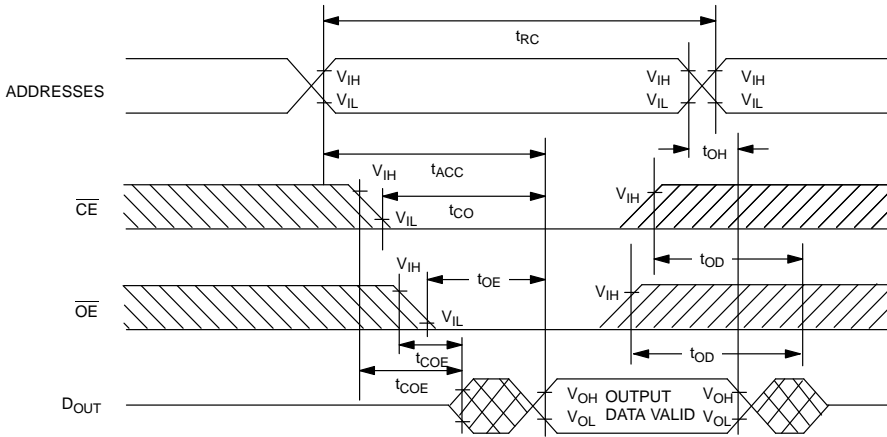 tRC
ADDRESSES
VIH
VIL
VIH
VIL
VIH
VIL
tOH
tACC
CE
VIH
VIL
tCO
VIH
tOD
OE
VIH
VIL
tOE
VIH
tOD
tCOE
tCOE
DOUT
VOH
VOL
OUTPUT
DATA VALID
VOH
VOL